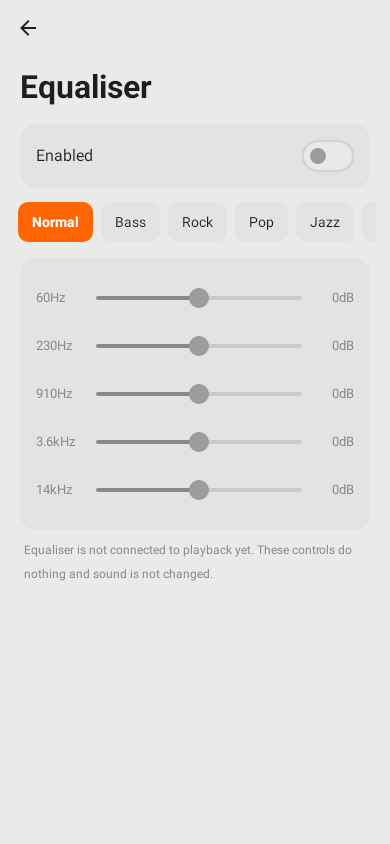 Equaliser
Enabled
Normal Bass Rock Pop Jazz
60Hz 0dB
230Hz 0dB
910Hz 0dB
3.6kHz 0dB
14kHz 0dB
Equaliser is not connected to playback yet. These controls do
nothing and sound is not changed.